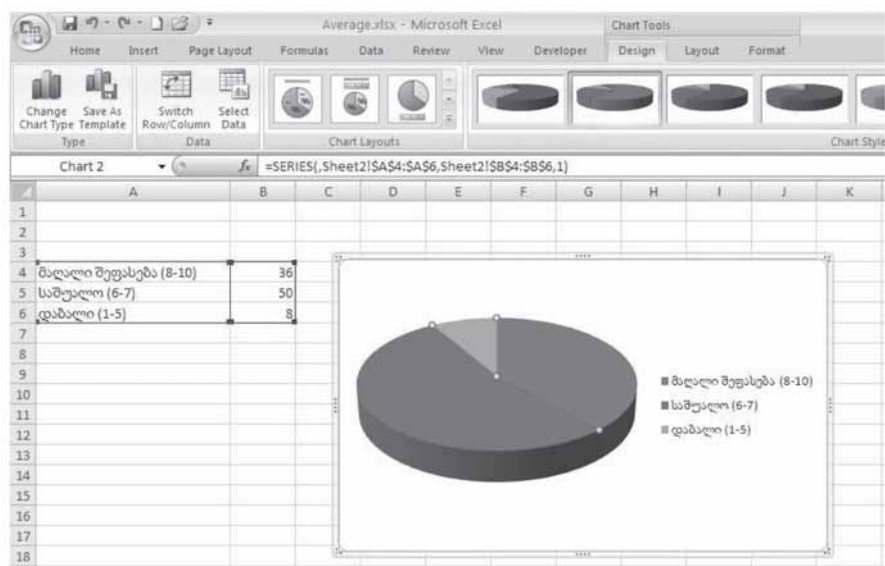 Average.xlsx - Microsoft Excel
Chart Tools
Home Insert Page Layout Formulas Data Review View Developer Design Layout Format
Change Chart Type
Save As Template
Switch Row/Column
Select Data
Type
Data
Chart Layouts
Chart Style
Chart 2
fx =SERIES(,Sheet2!$A$4:$A$6,Sheet2!$B$4:$B$6,1)
A B C D E F G H I J K
1
2
3
4 მაღალი შეფასება (8-10) 36
5 საშუალო (6-7) 50
6 დაბალი (1-5) 8
7
8
9
10
11
12
13
14
15
16
17
18
მაღალი შეფასება (8-10)
საშუალო (6-7)
დაბალი (1-5)